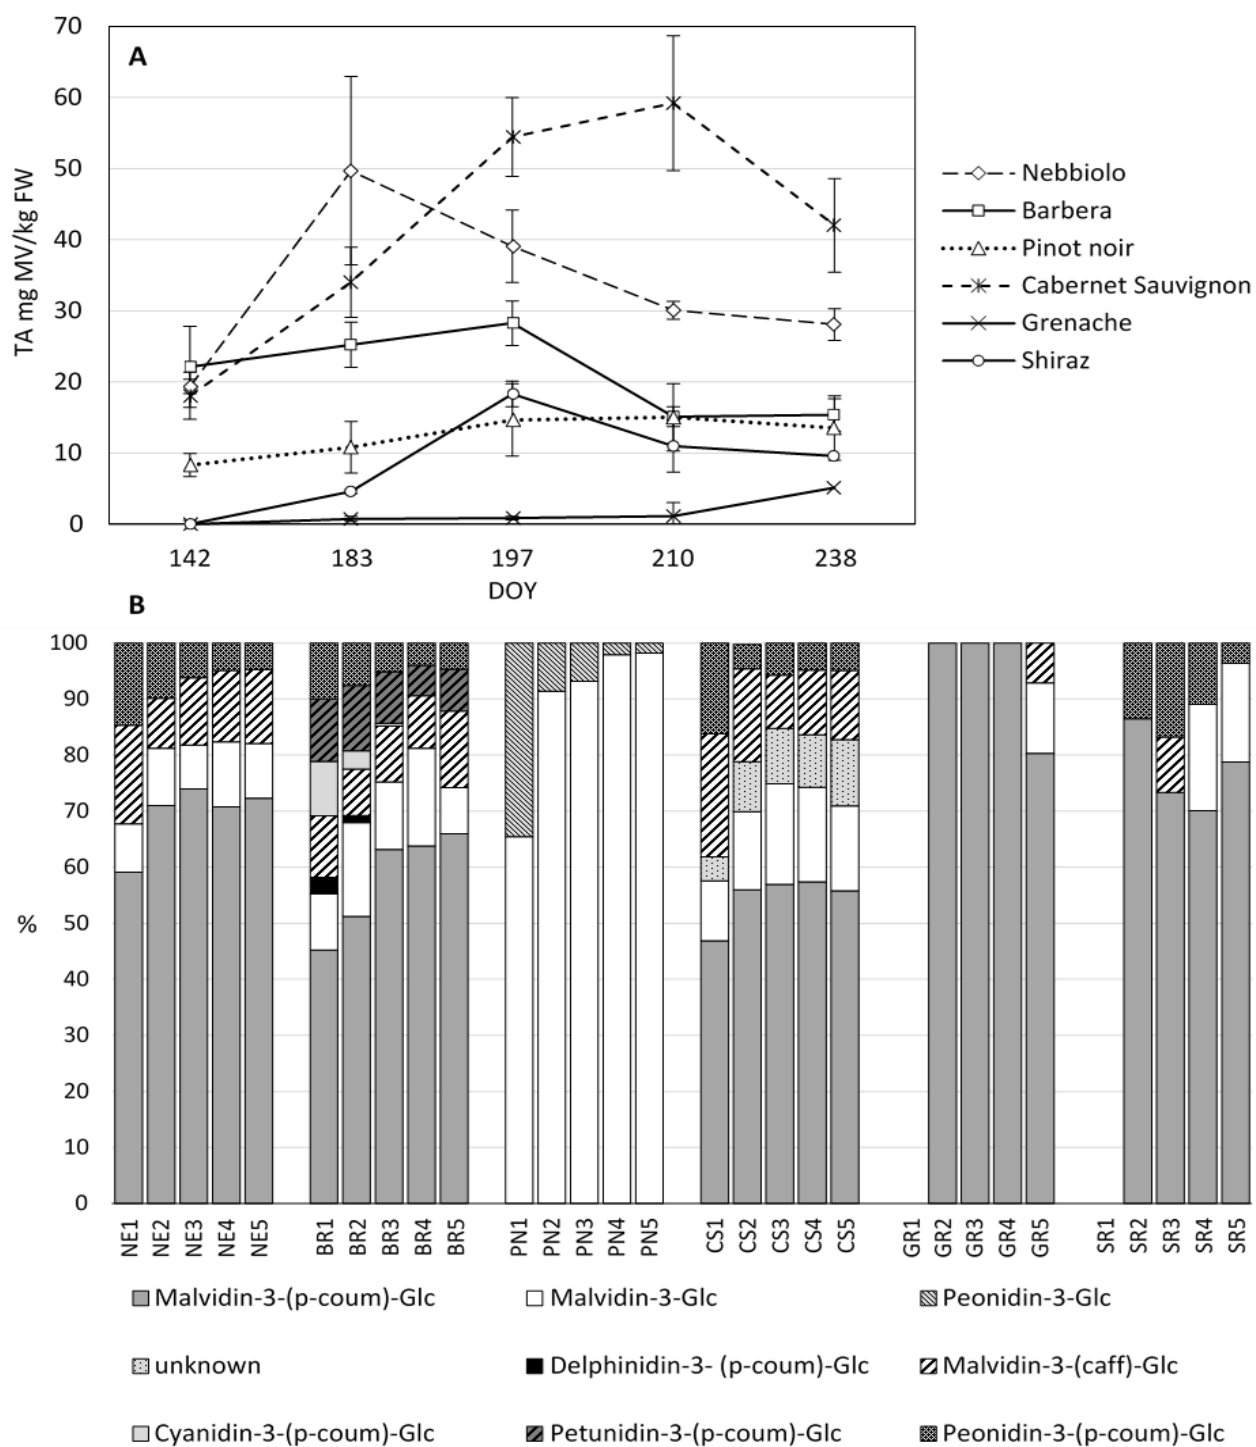 70
A
60
50
40
30
20
10
0
TA mg MV/kg FW
142 183 197 210 238
DOY
Nebbiolo
Barbera
Pinot noir
Cabernet Sauvignon
Grenache
Shiraz
B
100
90
80
70
60
50
%
40
30
20
10
0
NE1 NE2 NE3 NE4 NE5 BR1 BR2 BR3 BR4 BR5 PN1 PN2 PN3 PN4 PN5 CS1 CS2 CS3 CS4 CS5 GR1 GR2 GR3 GR4 GR5 SR1 SR2 SR3 SR4 SR5
Malvidin-3-(p-coum)-Glc Malvidin-3-Glc Peonidin-3-Glc
unknown Delphinidin-3- (p-coum)-Glc Malvidin-3-(caff)-Glc
Cyanidin-3-(p-coum)-Glc Petunidin-3-(p-coum)-Glc Peonidin-3-(p-coum)-Glc